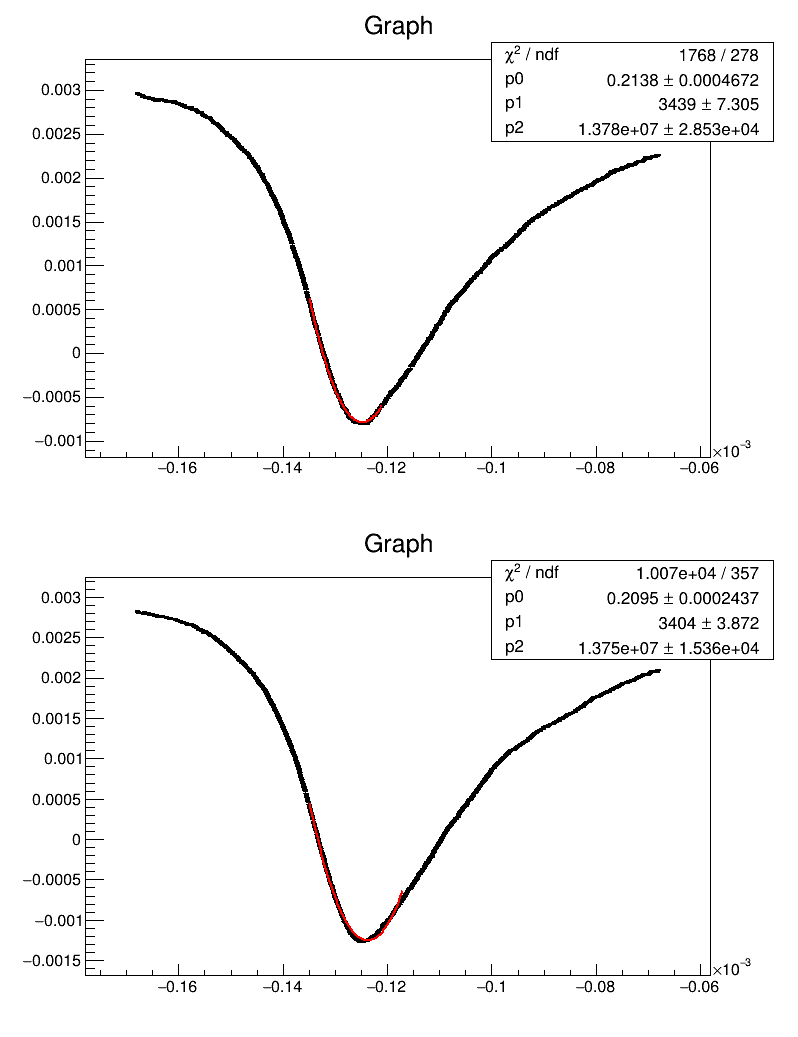 Graph
χ² / ndf 1768 / 278
p0 0.2138 ± 0.0004672
p1 3439 ± 7.305
p2 1.378e+07 ± 2.853e+04
0.003
0.0025
0.002
0.0015
0.001
0.0005
0
−0.0005
−0.001
−0.16 −0.14 −0.12 −0.1 −0.08 −0.06
×10⁻³
Graph
χ² / ndf 1.007e+04 / 357
p0 0.2095 ± 0.0002437
p1 3404 ± 3.872
p2 1.375e+07 ± 1.536e+04
0.003
0.0025
0.002
0.0015
0.001
0.0005
0
−0.0005
−0.001
−0.0015
−0.16 −0.14 −0.12 −0.1 −0.08 −0.06
×10⁻³